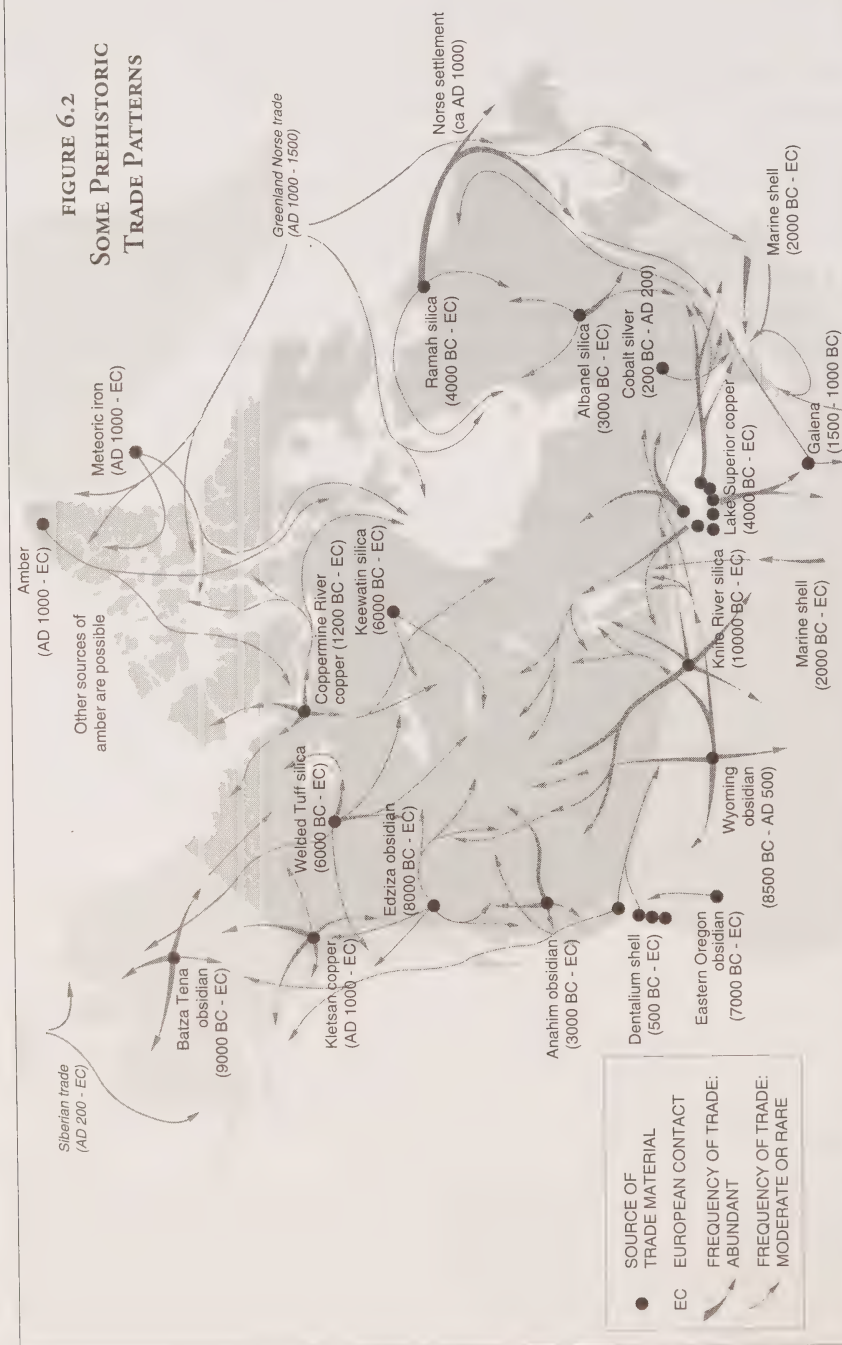 FIGURE 6.2
SOME PREHISTORIC
TRADE PATTERNS
Siberian trade
(AD 200 - EC)
Amber
(AD 1000 - EC)
Other sources of
amber are possible
Meteoric iron
(AD 1000 - EC)
Greenland Norse trade
(AD 1000 - 1500)
Norse settlement
(ca AD 1000)
Batza Tena
obsidian
(9000 BC - EC)
Kletsan copper
(AD 1000 - EC)
Welded Tuff silica
(6000 BC - EC)
Coppermine River
copper (1200 BC - EC)
Keewatin silica
(6000 BC - EC)
Edziza obsidian
(8000 BC - EC)
Ramah silica
(4000 BC - EC)
Albanel silica
(3000 BC - EC)
Cobalt silver
(200 BC - AD 200)
Anahim obsidian
(3000 BC - EC)
Dentalium shell
(500 BC - EC)
Eastern Oregon
obsidian
(7000 BC - EC)
Wyoming
obsidian
(8500 BC - AD 500)
Knife River silica
(10000 BC - EC)
Lake Superior copper
(4000 BC - EC)
Marine shell
(2000 BC - EC)
Galena
(1500 - 1000 BC)
Marine shell
(2000 BC - EC)
SOURCE OF
TRADE MATERIAL
EC EUROPEAN CONTACT
FREQUENCY OF TRADE:
ABUNDANT
FREQUENCY OF TRADE:
MODERATE OR RARE